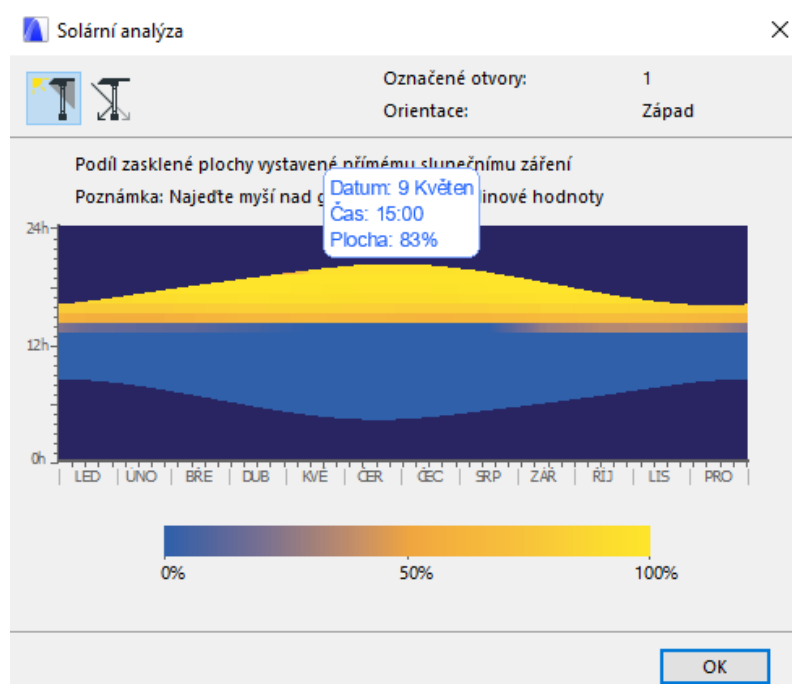 Solární analýza
Označené otvory: 1
Orientace: Západ
Podíl zasklené plochy vystavené přímému slunečnímu záření
Poznámka: Najeďte myší nad g inové hodnoty
Datum: 9 Květen
Čas: 15:00
Plocha: 83%
24h
12h
0h
LED ÚNO BŘE DUB KVĚ ČER ČEC SRP ZÁŘ ŘÍJ LIS PRO
0% 50% 100%
OK